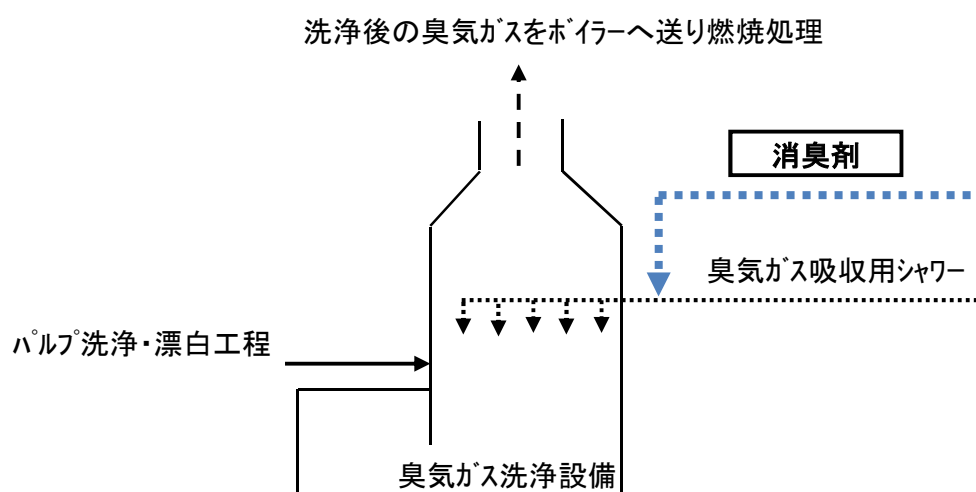 洗浄後の臭気ｶﾞｽをﾎﾞｲﾗｰへ送り燃焼処理
消臭剤
臭気ｶﾞｽ吸収用ｼｬﾜｰ
ﾊﾟﾙﾌﾟ洗浄・漂白工程
臭気ｶﾞｽ洗浄設備